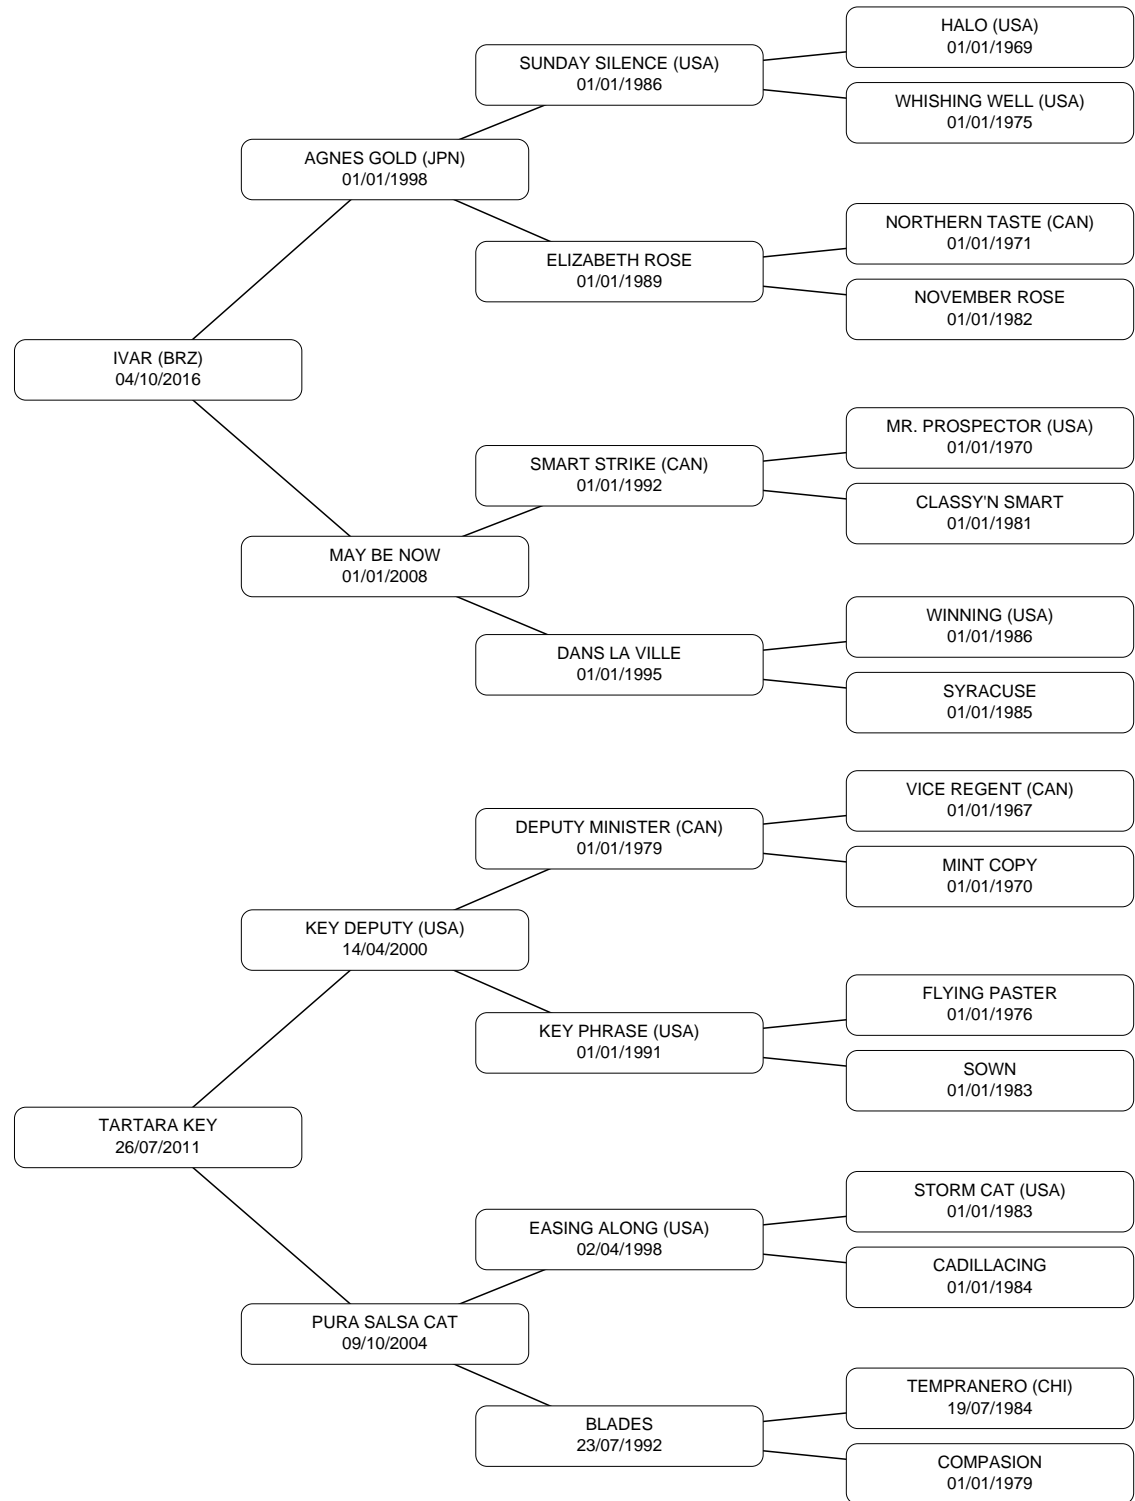 HALO (USA)
01/01/1969
SUNDAY SILENCE (USA)
01/01/1986
WHISHING WELL (USA)
01/01/1975
AGNES GOLD (JPN)
01/01/1998
NORTHERN TASTE (CAN)
01/01/1971
ELIZABETH ROSE
01/01/1989
NOVEMBER ROSE
01/01/1982
IVAR (BRZ)
04/10/2016
MR. PROSPECTOR (USA)
01/01/1970
SMART STRIKE (CAN)
01/01/1992
CLASSY'N SMART
01/01/1981
MAY BE NOW
01/01/2008
WINNING (USA)
01/01/1986
DANS LA VILLE
01/01/1995
SYRACUSE
01/01/1985
VICE REGENT (CAN)
01/01/1967
DEPUTY MINISTER (CAN)
01/01/1979
MINT COPY
01/01/1970
KEY DEPUTY (USA)
14/04/2000
FLYING PASTER
01/01/1976
KEY PHRASE (USA)
01/01/1991
SOWN
01/01/1983
TARTARA KEY
26/07/2011
STORM CAT (USA)
01/01/1983
EASING ALONG (USA)
02/04/1998
CADILLACING
01/01/1984
PURA SALSA CAT
09/10/2004
TEMPRANERO (CHI)
19/07/1984
BLADES
23/07/1992
COMPASION
01/01/1979